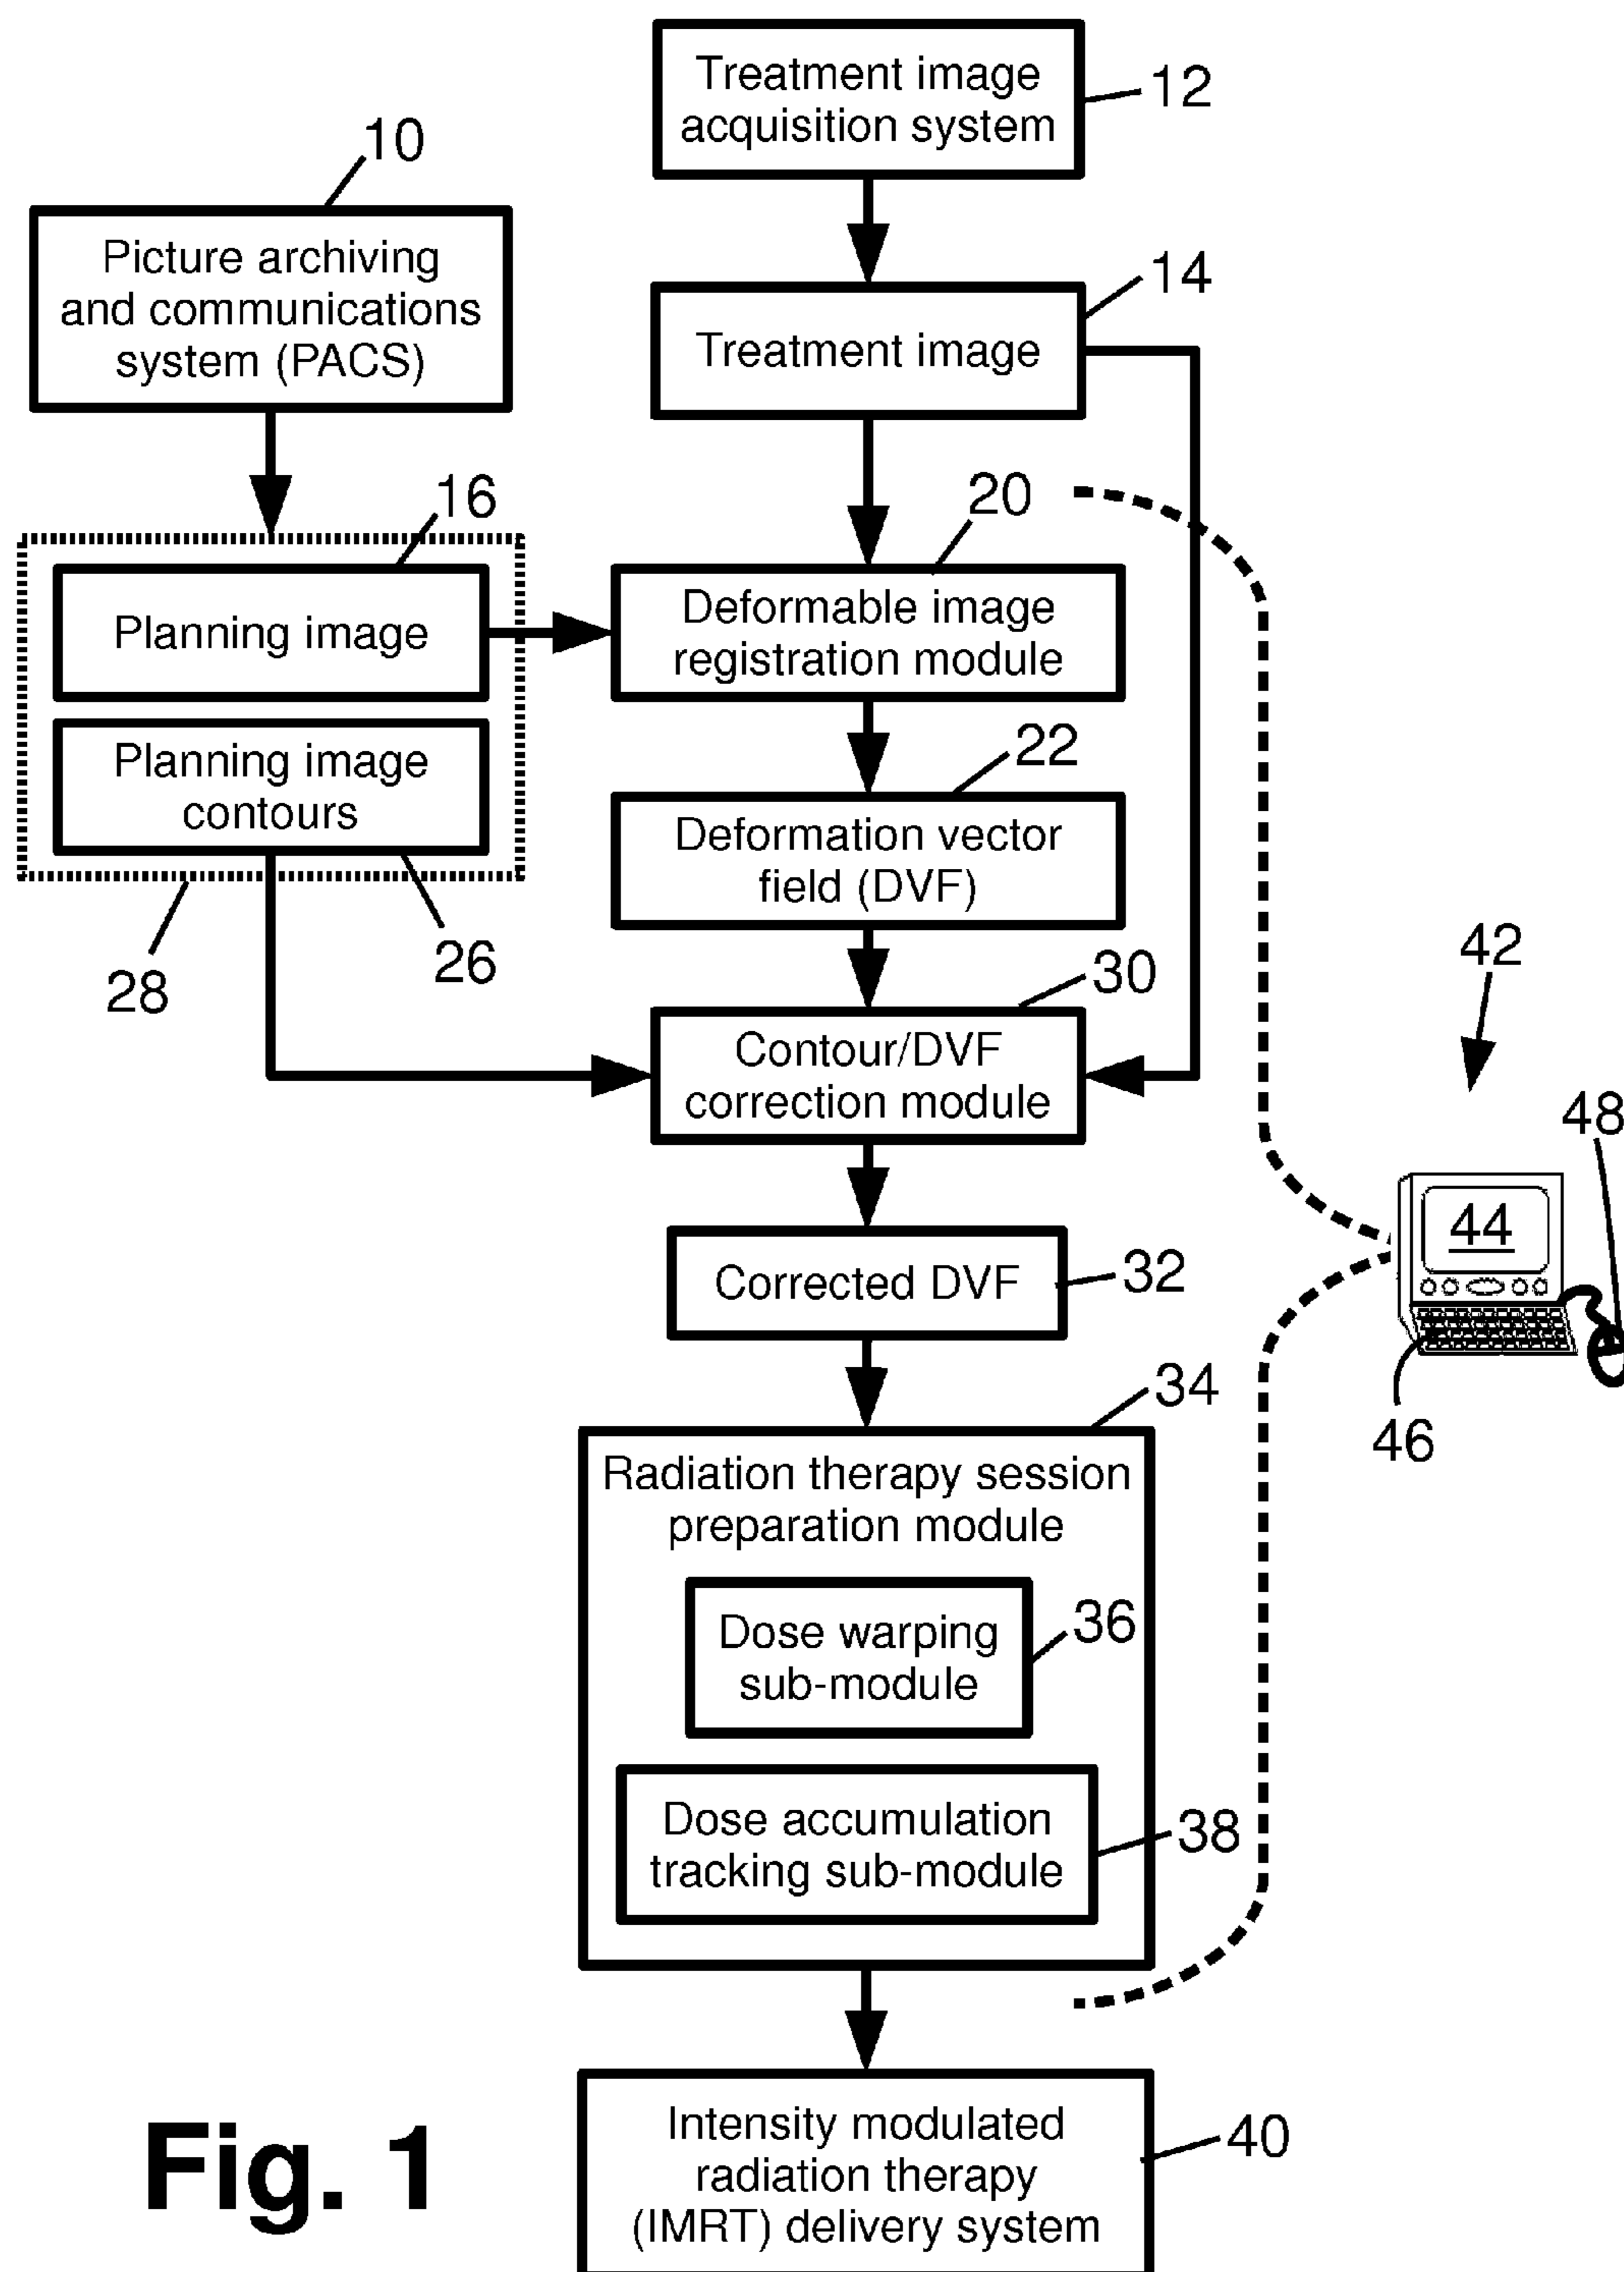 Treatment image
acquisition system
12
10
Picture archiving
and communications
system (PACS)
14
Treatment image
16
20
Planning image
Deformable image
registration module
Planning image
contours
22
Deformation vector
field (DVF)
28
26
30
42
Contour/DVF
correction module
48
44
Corrected DVF
32
46
34
Radiation therapy session
preparation module
Dose warping
sub-module
36
Dose accumulation
tracking sub-module
38
Intensity modulated
radiation therapy
(IMRT) delivery system
40
Fig. 1